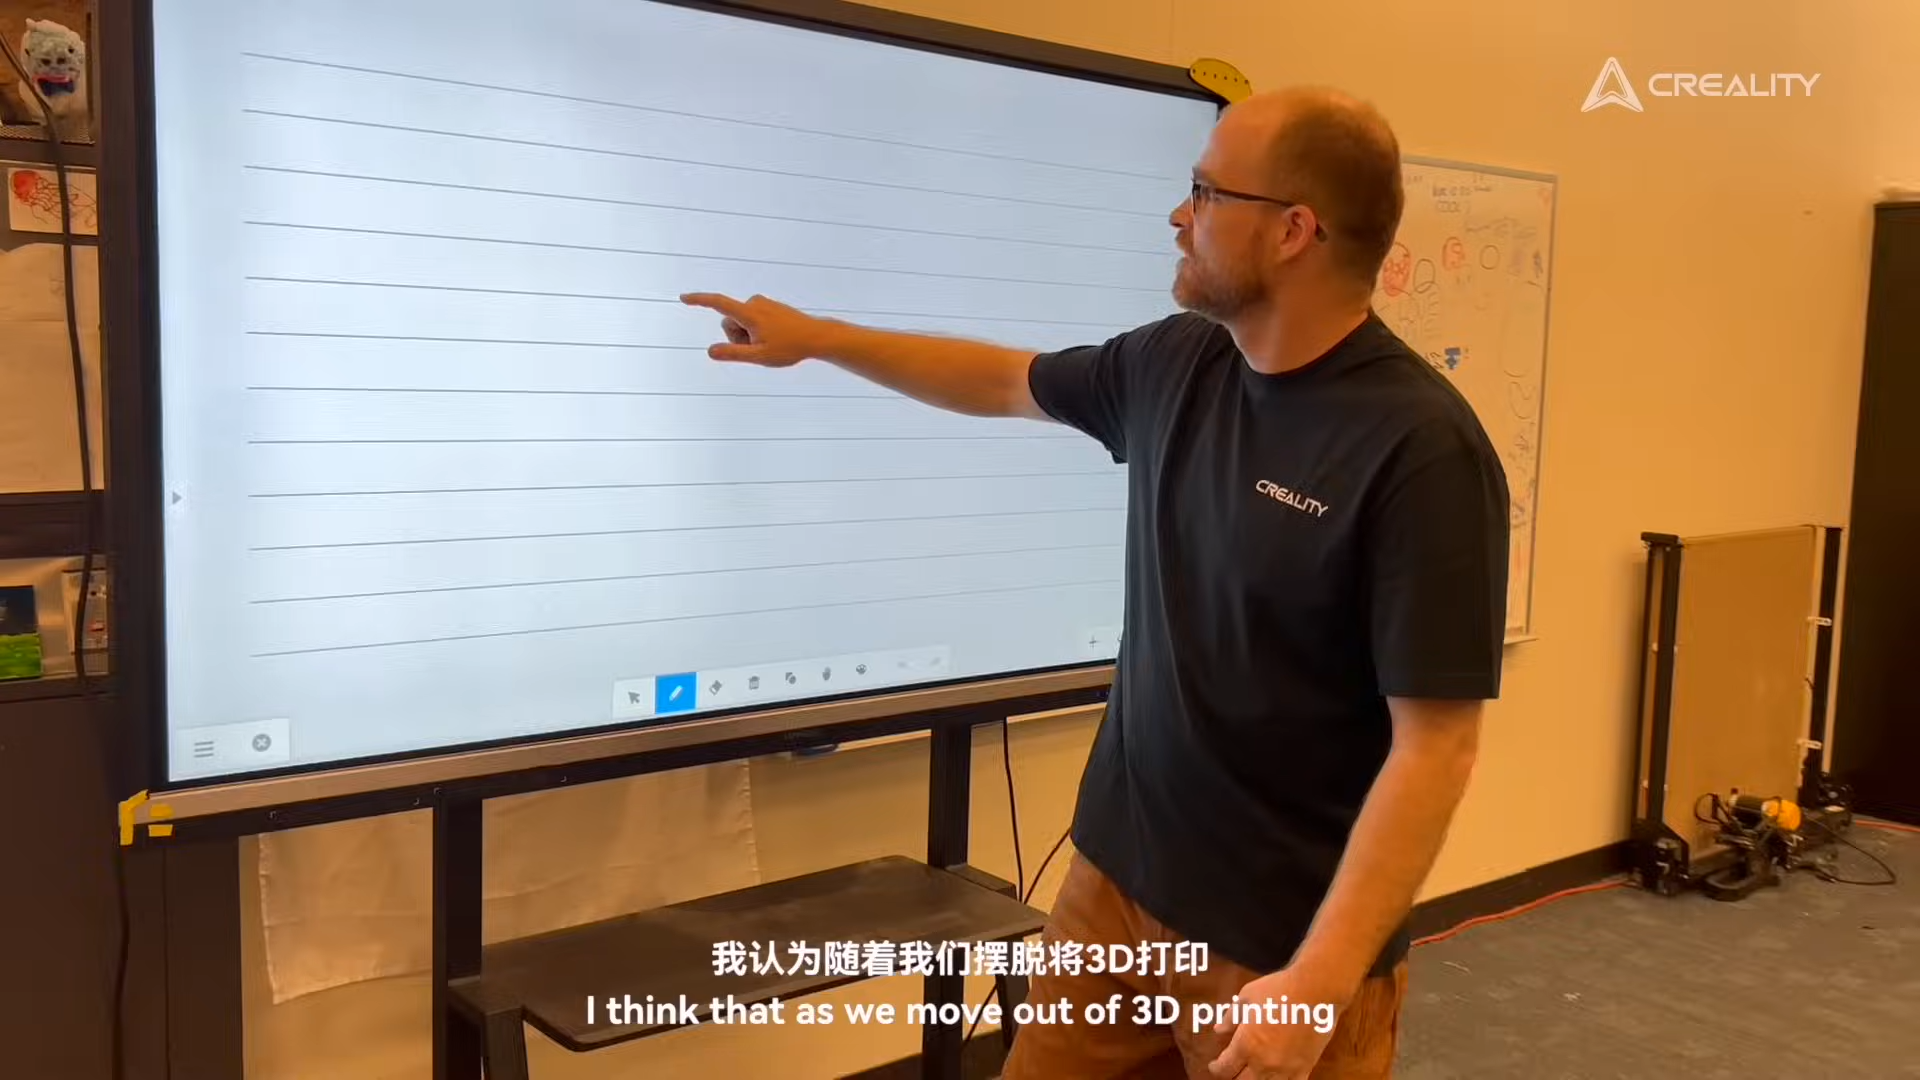 CREALITY
CREALITY
我认为随着我们摆脱将3D打印
I think that as we move out of 3D printing